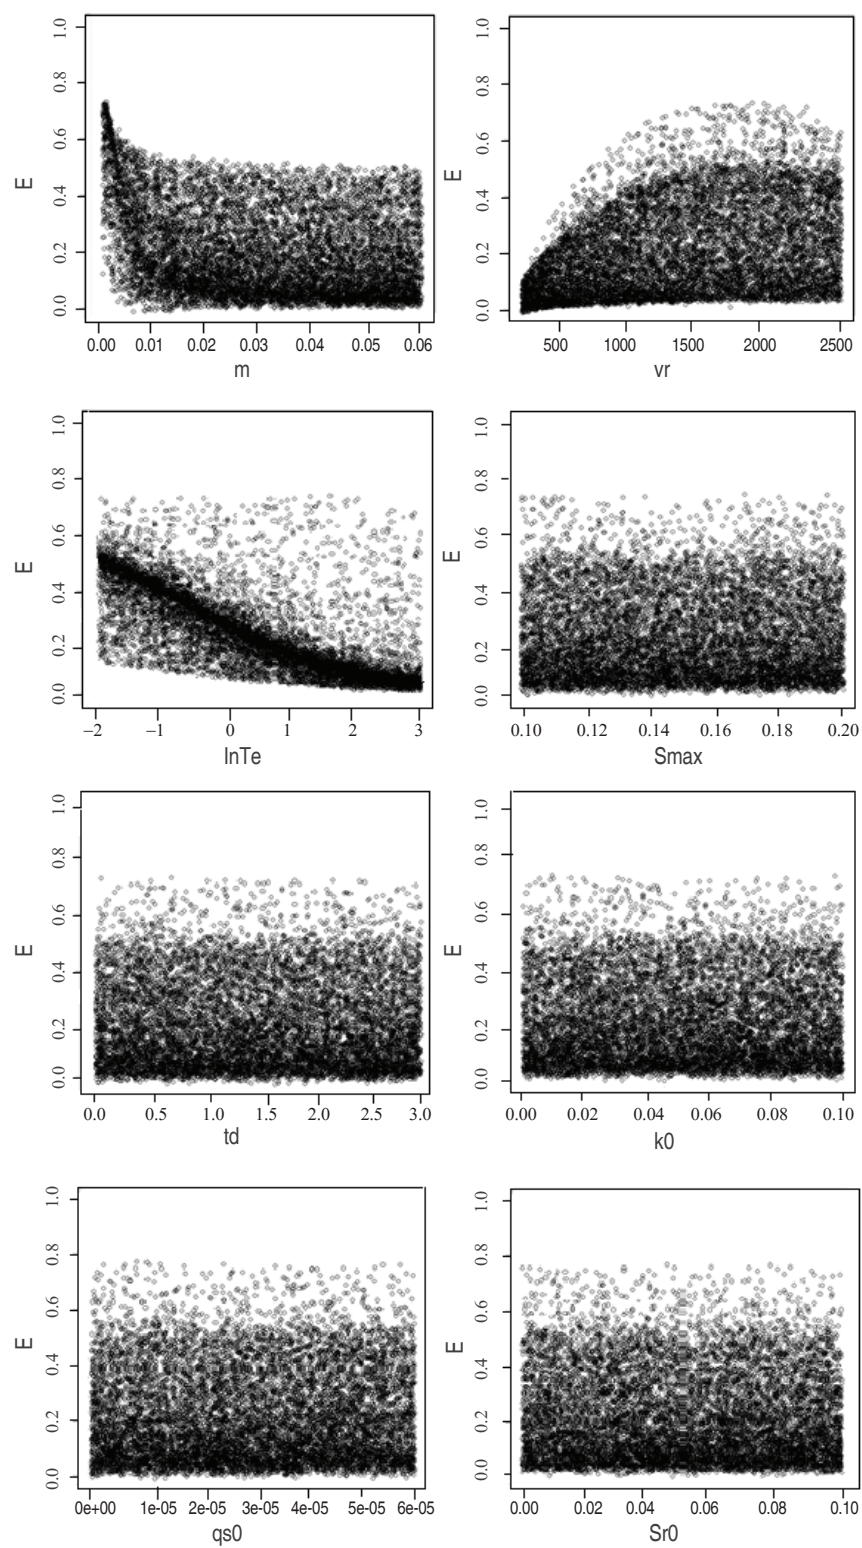 1.0
0.8
0.6
0.4
0.2
0.0
E
0.00 0.01 0.02 0.03 0.04 0.05 0.06
m
1.0
0.8
0.6
0.4
0.2
0.0
E
500 1000 1500 2000 2500
vr
1.0
0.8
0.6
0.4
0.2
0.0
E
−2 −1 0 1 2 3
lnTe
1.0
0.8
0.6
0.4
0.2
0.0
E
0.10 0.12 0.14 0.16 0.18 0.20
Smax
1.0
0.8
0.6
0.4
0.2
0.0
E
0.0 0.5 1.0 1.5 2.0 2.5 3.0
td
1.0
0.8
0.6
0.4
0.2
0.0
E
0.00 0.02 0.04 0.06 0.08 0.10
k0
1.0
0.8
0.6
0.4
0.2
0.0
E
0e+00 1e-05 2e-05 3e-05 4e-05 5e-05 6e-05
qs0
1.0
0.8
0.6
0.4
0.2
0.0
E
0.00 0.02 0.04 0.06 0.08 0.10
Sr0